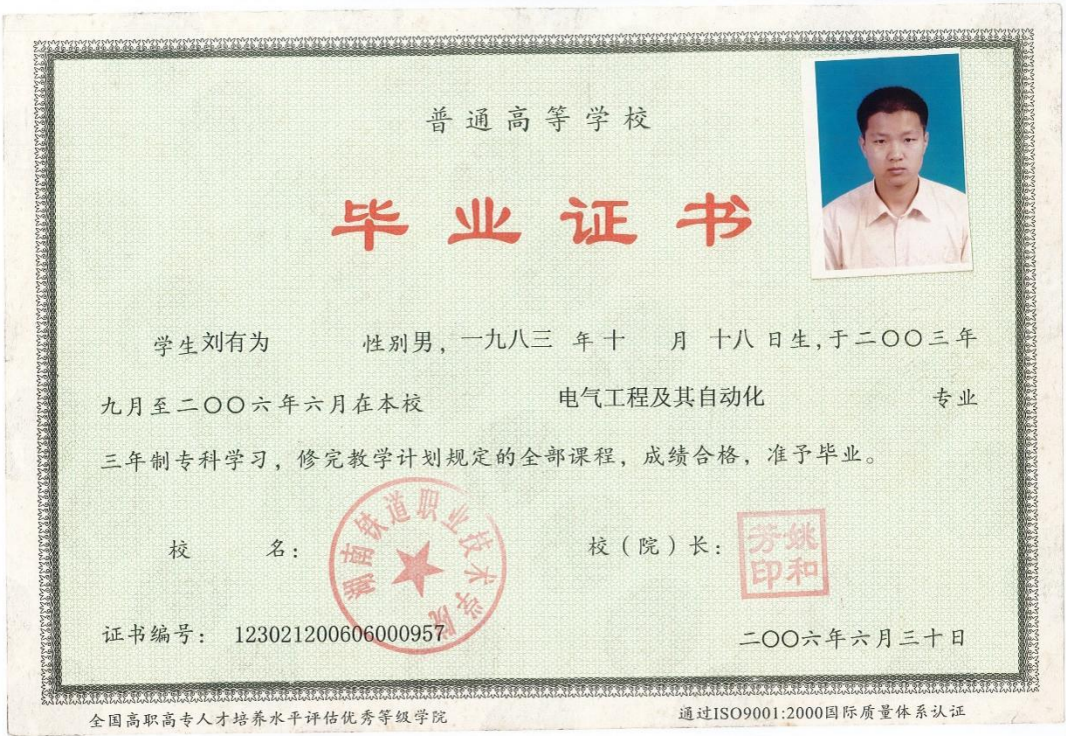 普通高等学校
毕业证书
学生刘有为 性别男，一九八三 年 十 月 十八 日生，于二〇〇三年
九月至二〇〇六年六月在本校 电气工程及其自动化 专业
三年制专科学习，修完教学计划规定的全部课程，成绩合格，准予毕业。
校 名：
湖南铁道职业技术学院
校（院）长：
姚和芳印
证书编号： 123021200606000957
二〇〇六年六月三十日
全国高职高专人才培养水平评估优秀等级学院
通过ISO9001:2000国际质量体系认证